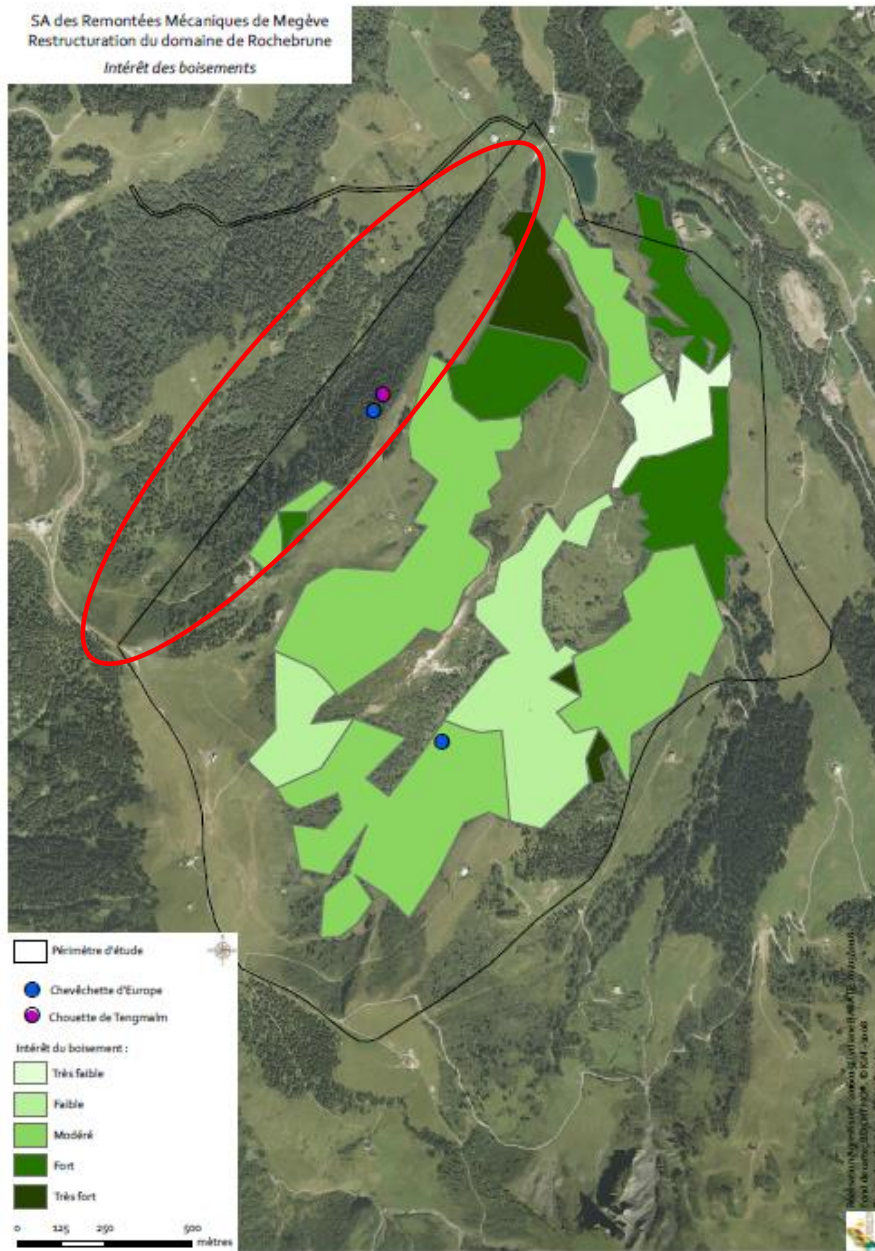 SA des Remontées Mécaniques de Megève
Restructuration du domaine de Rochebrune
Intérêt des boisements
Périmètre d'étude
Chevêchette d'Europe
Chouette de Tengmalm
Intérêt du boisement :
Très faible
Faible
Modéré
Fort
Très fort
0 125 250 500
mètres